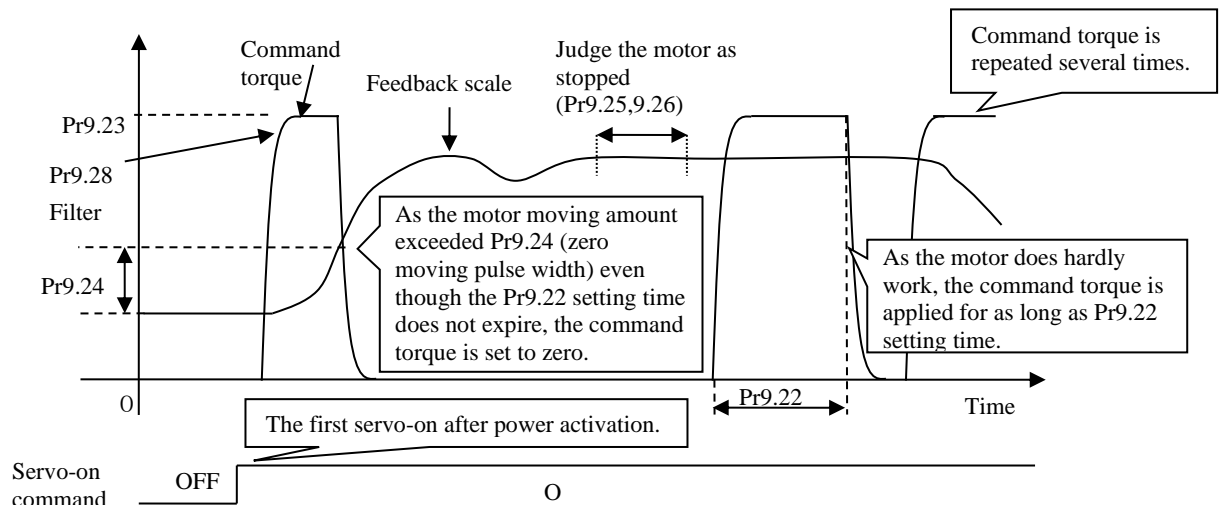 Command
torque
Feedback scale
Judge the motor as
stopped
(Pr9.25,9.26)
Command torque is
repeated several times.
Pr9.23
Pr9.28
Filter
Pr9.24
As the motor moving amount
exceeded Pr9.24 (zero
moving pulse width) even
though the Pr9.22 setting time
does not expire, the command
torque is set to zero.
As the motor does hardly
work, the command torque is
applied for as long as Pr9.22
setting time.
0
Pr9.22
Time
The first servo-on after power activation.
Servo-on
command
OFF
O